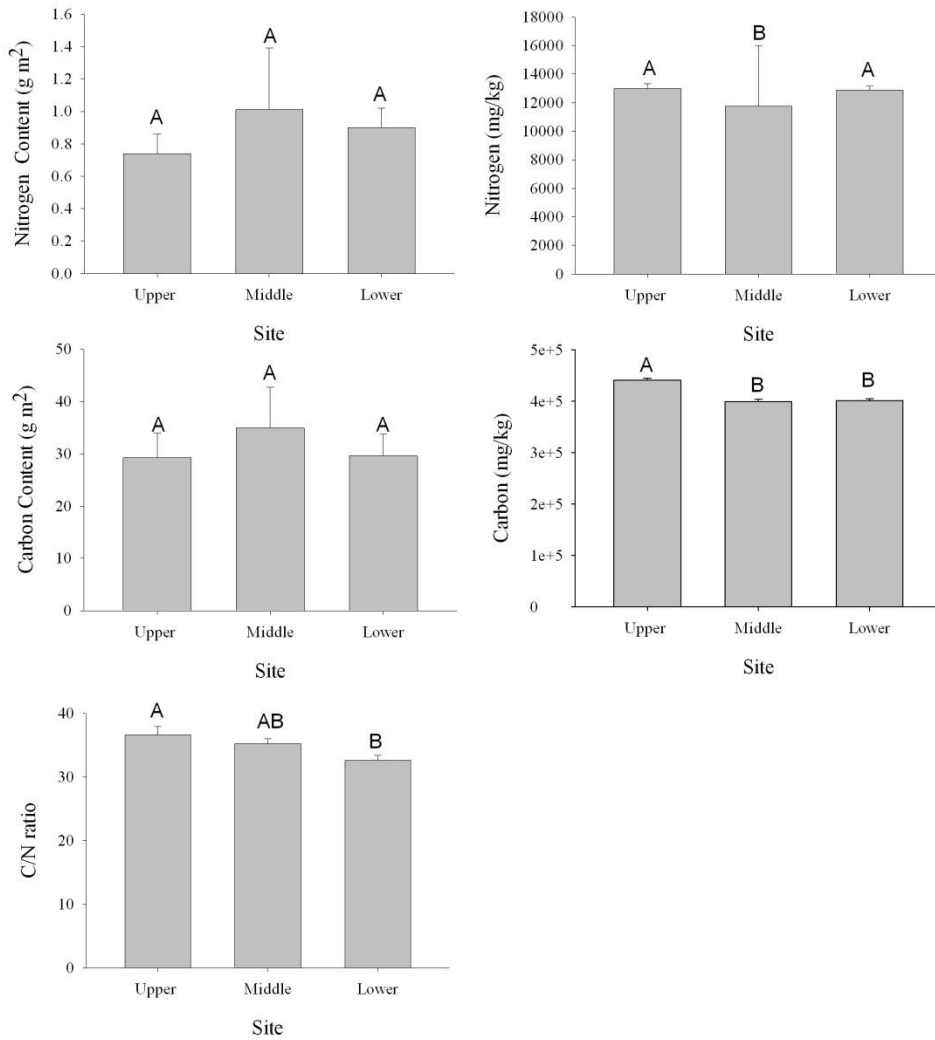 Nitrogen Content (g m²)
1.6
1.4
1.2
1.0
0.8
0.6
0.4
0.2
0.0
A
A
A
Upper Middle Lower
Site
Nitrogen (mg/kg)
18000
16000
14000
12000
10000
8000
6000
4000
2000
0
A
B
A
Upper Middle Lower
Site
Carbon Content (g m²)
50
40
30
20
10
0
A
A
A
Upper Middle Lower
Site
Carbon (mg/kg)
5e+5
4e+5
3e+5
2e+5
1e+5
0
A
B
B
Upper Middle Lower
Site
C/N ratio
40
30
20
10
0
A
AB
B
Upper Middle Lower
Site